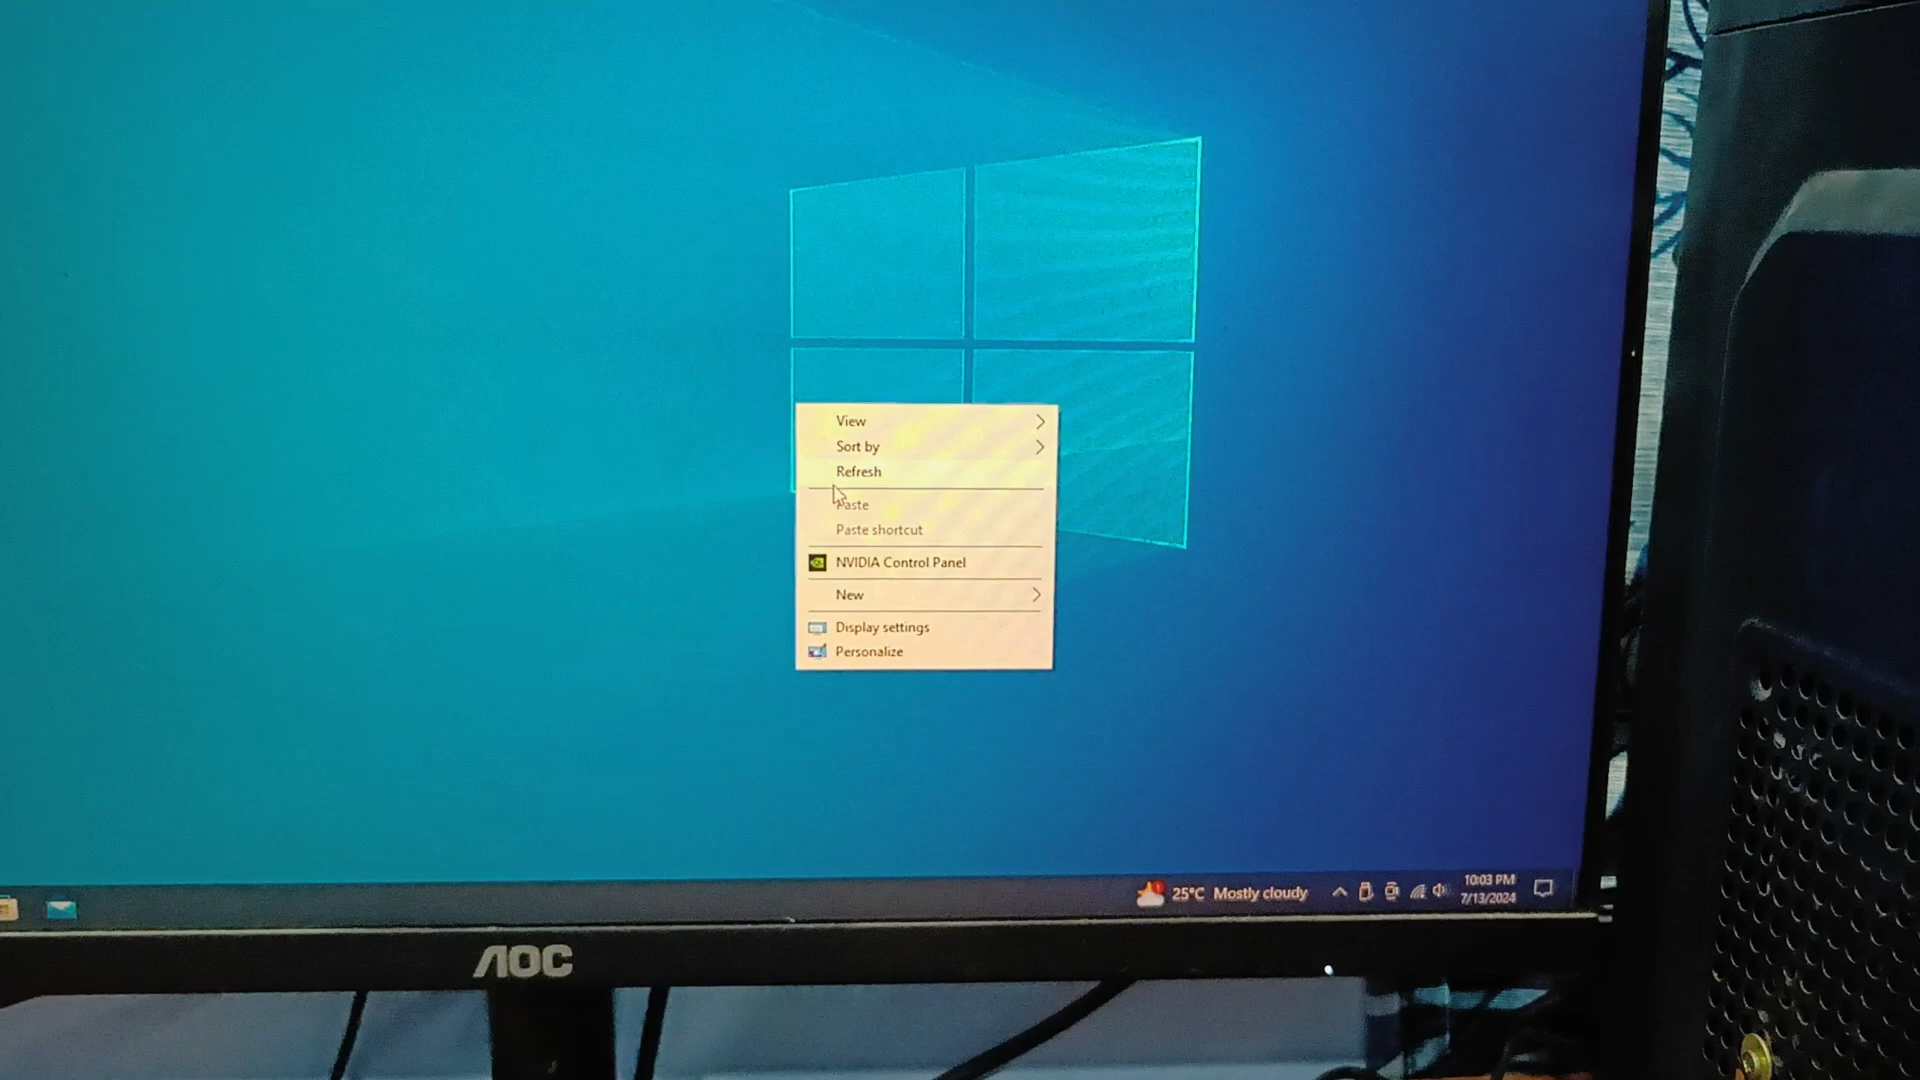 View
Sort by
Refresh
Paste
Paste shortcut
NVIDIA Control Panel
New
Display settings
Personalize
25°C Mostly cloudy
10:03 PM
7/13/2024
AOC